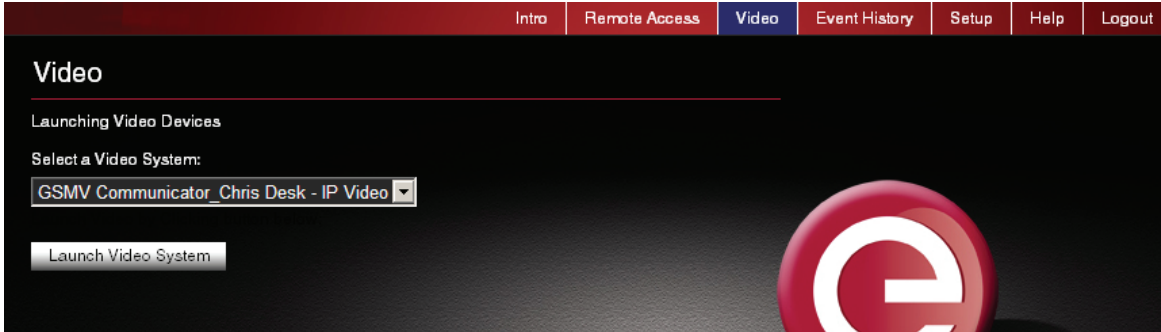 Intro Remote Access Video Event History Setup Help Logout
Video
Launching Video Devices
Select a Video System:
GSMV Communicator_Chris Desk - IP Video
Launch Video System
e